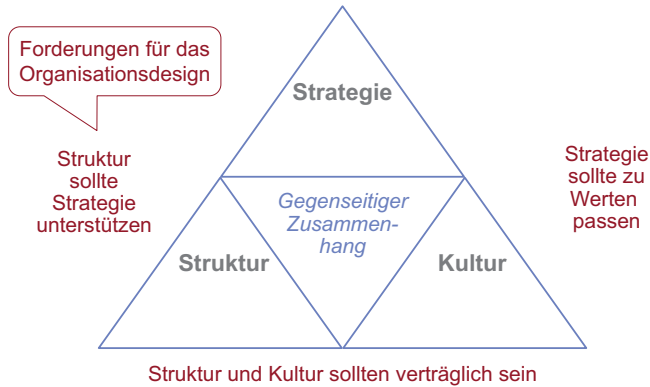 Forderungen für das
Organisationsdesign
Strategie
Struktur
sollte
Strategie
unterstützen
Strategie
sollte zu
Werten
passen
Gegenseitiger
Zusammen-
hang
Struktur
Kultur
Struktur und Kultur sollten verträglich sein